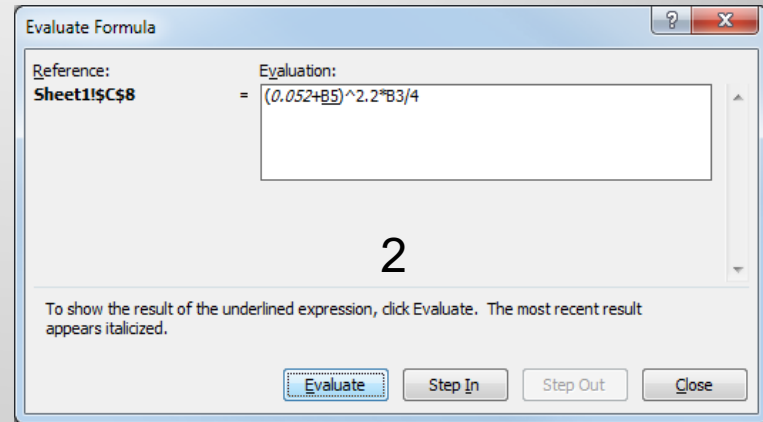 Evaluate Formula
Reference: Evaluation:
Sheet1!$C$8 = (0.052+B5)^2.2*B3/4
2
To show the result of the underlined expression, click Evaluate. The most recent result
appears italicized.
Evaluate Step In Step Out Close